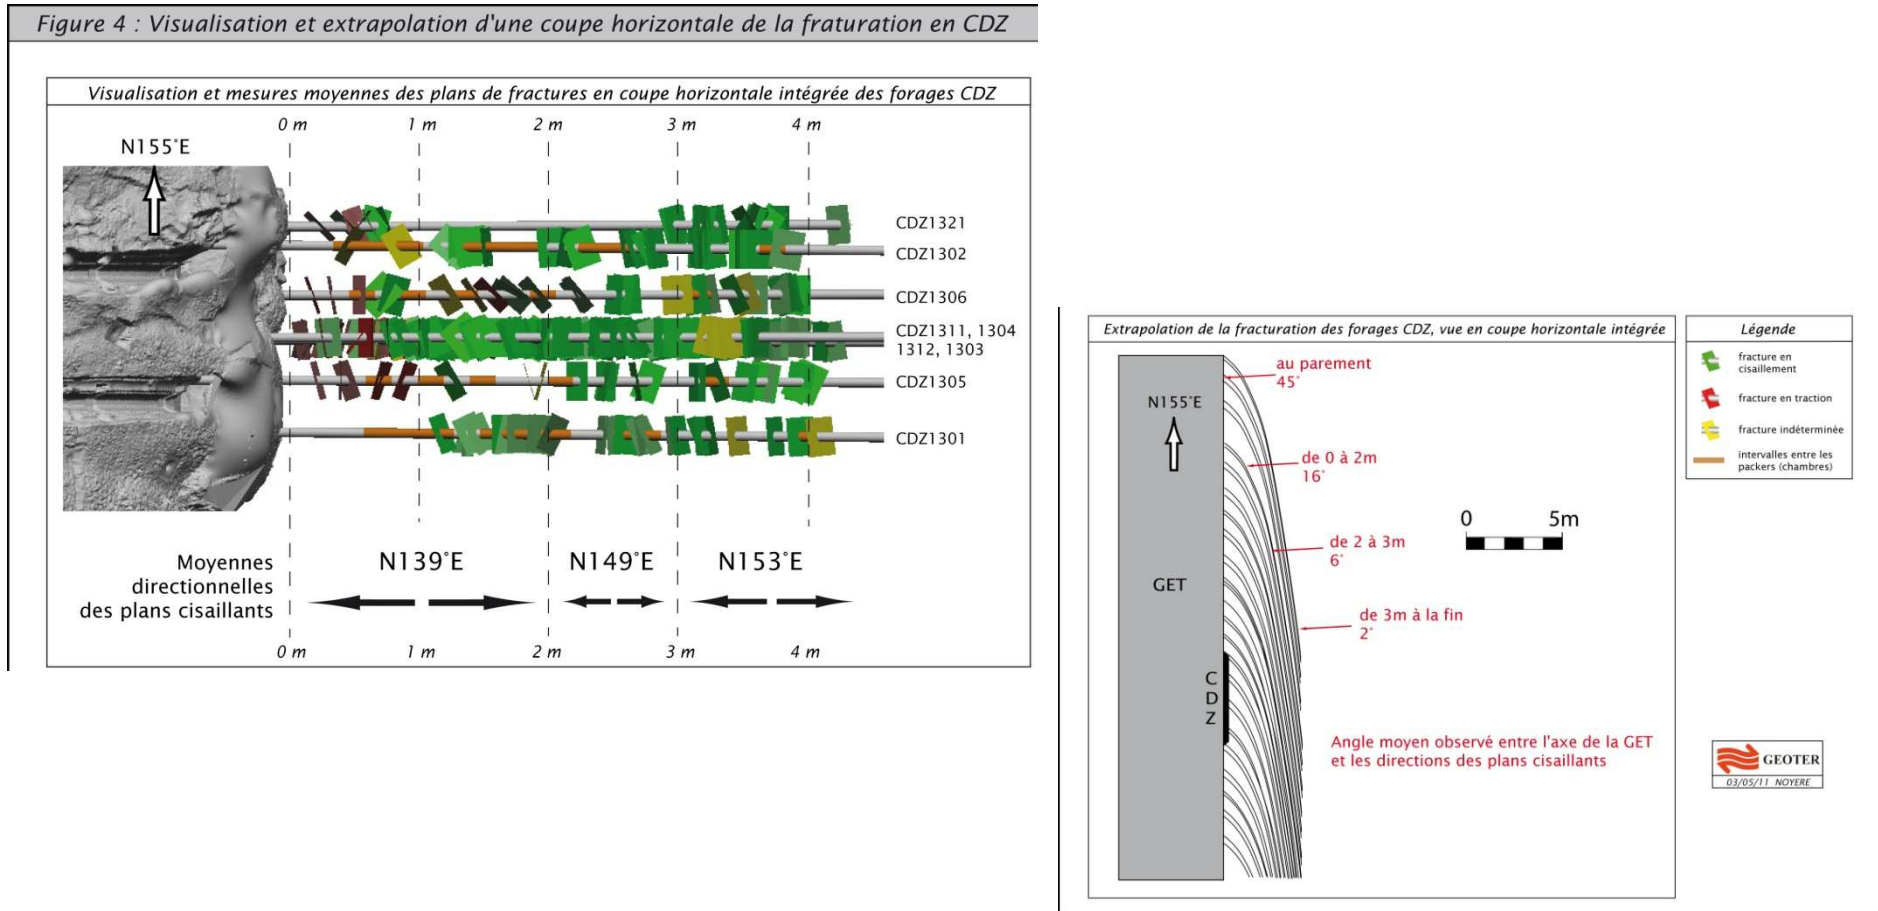 Figure 4 : Visualisation et extrapolation d'une coupe horizontale de la fraturation en CDZ
Visualisation et mesures moyennes des plans de fractures en coupe horizontale intégrée des forages CDZ
0 m 1 m 2 m 3 m 4 m
N155°E
CDZ1321
CDZ1302
CDZ1306
CDZ1311, 1304
1312, 1303
CDZ1305
CDZ1301
Moyennes
directionnelles
des plans cisaillants
N139°E N149°E N153°E
0 m 1 m 2 m 3 m 4 m
Extrapolation de la fracturation des forages CDZ, vue en coupe horizontale intégrée
N155°E
GET
C
D
Z
au parement
45°
de 0 à 2m
16°
de 2 à 3m
6°
de 3m à la fin
2°
0 5m
Angle moyen observé entre l'axe de la GET
et les directions des plans cisaillants
Légende
fracture en
cisaillement
fracture en traction
fracture indéterminée
intervalles entre les
packers (chambres)
GEOTER
03/05/11 NOYERE